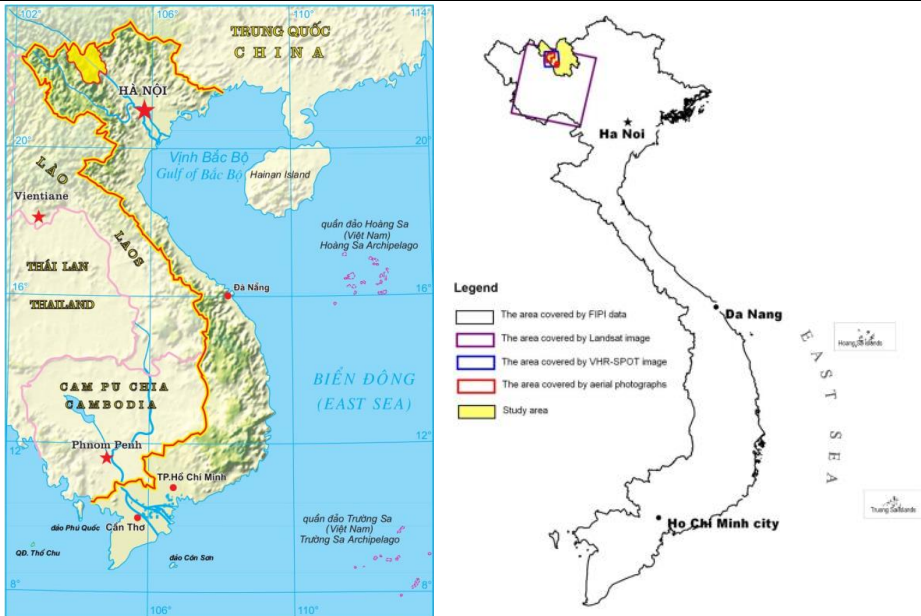 102°
106°
110°
114°
TRUNG QUỐC
CHINA
HÀ NỘI
20°
Vịnh Bắc Bộ
Gulf of Bắc Bộ
Hainan Island
LÀO
Vientiane
LAOS
quần đảo Hoàng Sa
(Việt Nam)
Hoàng Sa Archipelago
THÁI LAN
THAILAND
16°
Đà Nẵng
BIỂN ĐÔNG
(EAST SEA)
CAM PU CHIA
CAMBODIA
12°
12°
Phnom Penh
TP.Hồ Chí Minh
đảo Phú Quốc
Cần Thơ
quần đảo Trường Sa
(Việt Nam)
Trường Sa Archipelago
QĐ. Thổ Chu
đảo Côn Sơn
8°
8°
106°
110°
Ha Noi
Legend
The area covered by FIPI data
The area covered by Landsat image
The area covered by VHR-SPOT image
The area covered by aerial photographs
Study area
Da Nang
EAST SEA
Hoang Sa Islands
Truong Sa Islands
Ho Chi Minh city